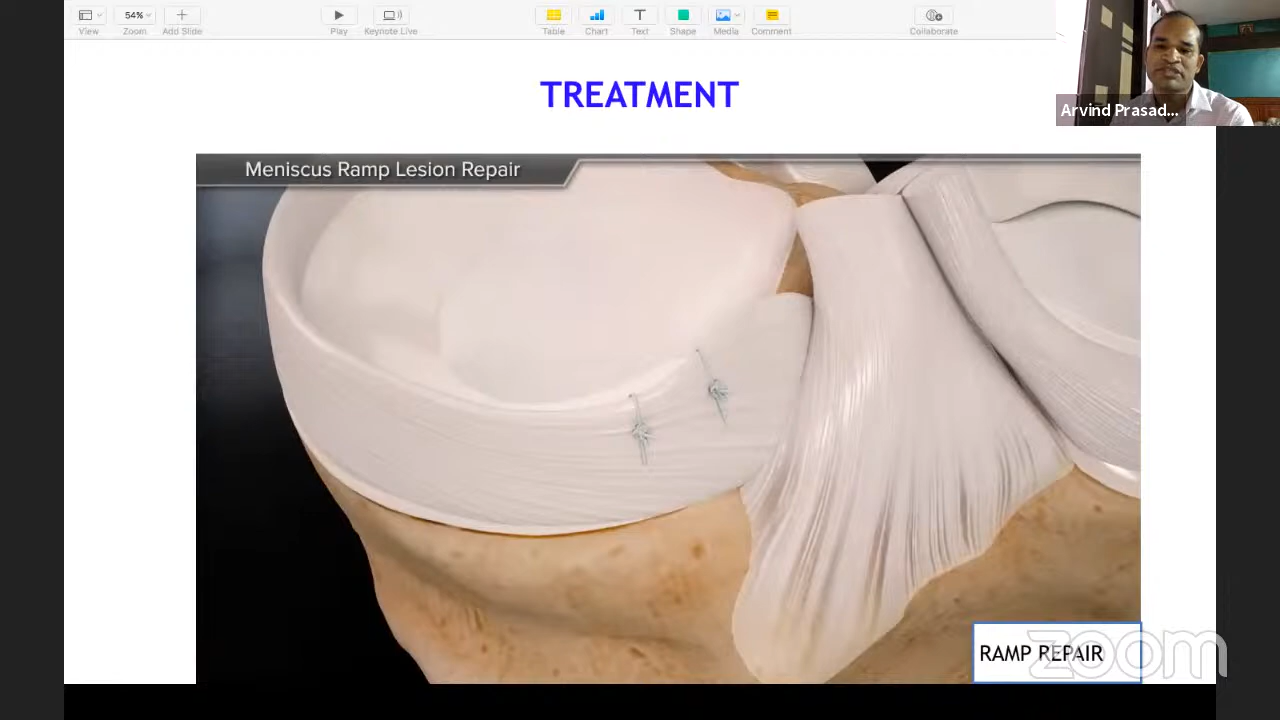 54%
View
Zoom
Add Slide
Play
Keynote Live
Table
Chart
Text
Shape
Media
Comment
Collaborate
Arvind Prasad...
TREATMENT
Meniscus Ramp Lesion Repair
RAMP REPAIR
zoom